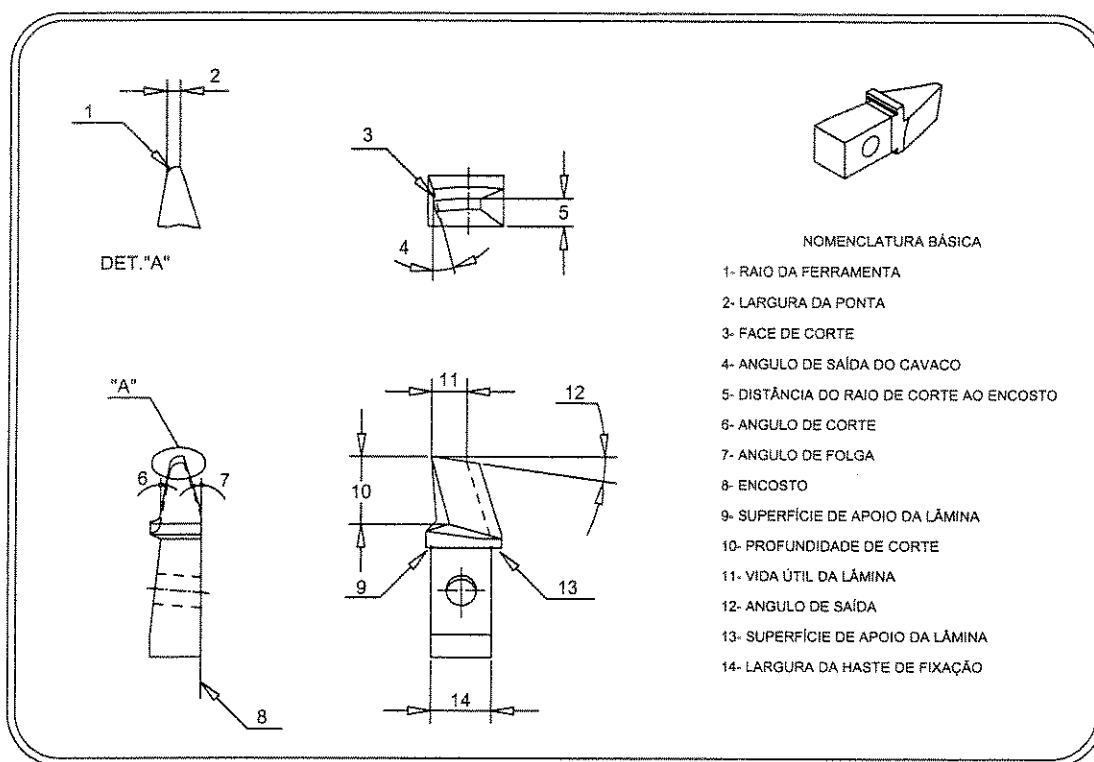 2
1
3
5
4
DET."A"
"A"
6
7
8
11
12
10
9
13
14
NOMENCLATURA BÁSICA
1- RAIO DA FERRAMENTA
2- LARGURA DA PONTA
3- FACE DE CORTE
4- ANGULO DE SAÍDA DO CAVACO
5- DISTÂNCIA DO RAIO DE CORTE AO ENCOSTO
6- ANGULO DE CORTE
7- ANGULO DE FOLGA
8- ENCOSTO
9- SUPERFÍCIE DE APOIO DA LÂMINA
10- PROFUNDIDADE DE CORTE
11- VIDA ÚTIL DA LÂMINA
12- ANGULO DE SAÍDA
13- SUPERFÍCIE DE APOIO DA LÂMINA
14- LARGURA DA HASTE DE FIXAÇÃO